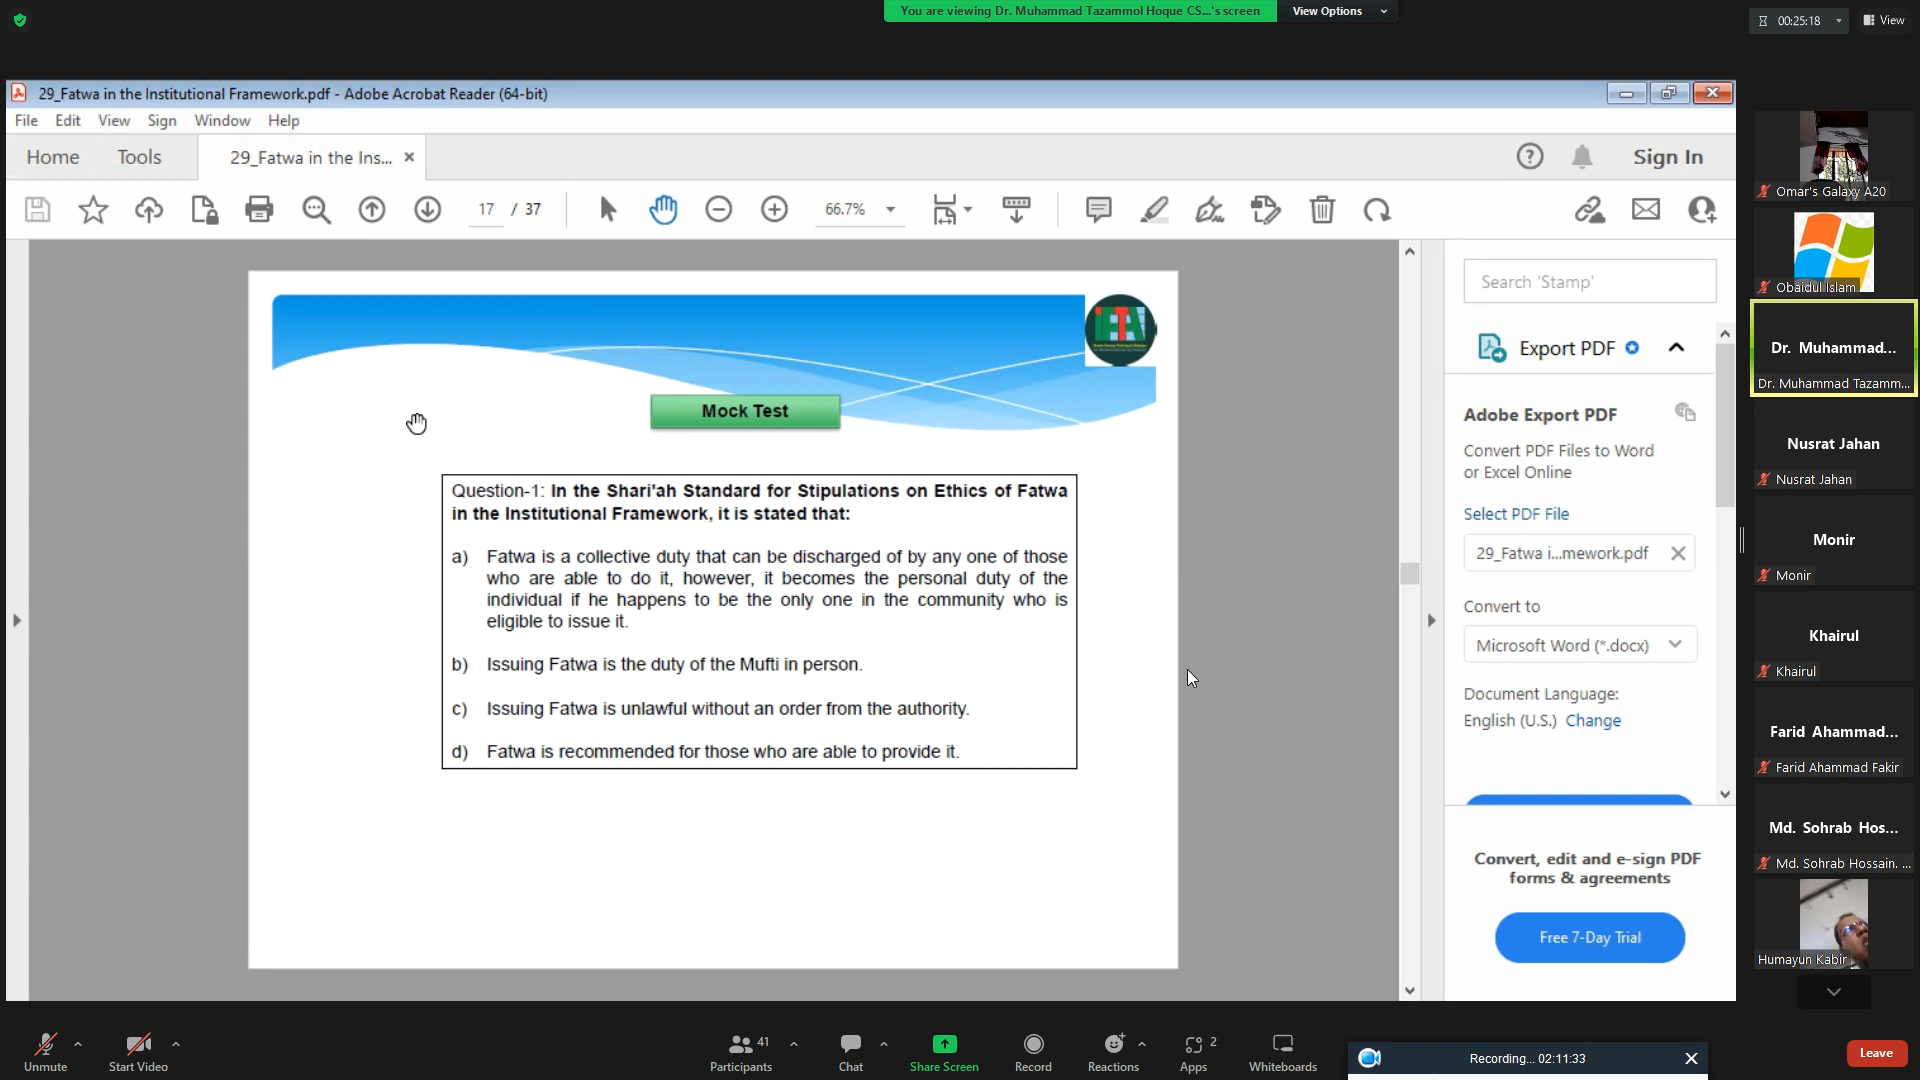 You are viewing Dr. Muhammad Tazammol Hoque CS...'s screen
View Options
00:25:18
View
29_Fatwa in the Institutional Framework.pdf - Adobe Acrobat Reader (64-bit)
File Edit View Sign Window Help
Home Tools 29_Fatwa in the Ins... Sign In
17 / 37 66.7%
IETA
Mock Test
Question-1: In the Shari'ah Standard for Stipulations on Ethics of Fatwa
in the Institutional Framework, it is stated that:
a) Fatwa is a collective duty that can be discharged of by any one of those
who are able to do it, however, it becomes the personal duty of the
individual if he happens to be the only one in the community who is
eligible to issue it.
b) Issuing Fatwa is the duty of the Mufti in person.
c) Issuing Fatwa is unlawful without an order from the authority.
d) Fatwa is recommended for those who are able to provide it.
Search 'Stamp'
Export PDF
Adobe Export PDF
Convert PDF Files to Word
or Excel Online
Select PDF File
29_Fatwa i...mework.pdf
Convert to
Microsoft Word (*.docx)
Document Language:
English (U.S.) Change
Convert, edit and e-sign PDF
forms & agreements
Free 7-Day Trial
Omar's Galaxy A20
Obaidul Islam
Dr. Muhammad...
Dr. Muhammad Tazamm...
Nusrat Jahan
Nusrat Jahan
Monir
Monir
Khairul
Khairul
Farid Ahammad...
Farid Ahammad Fakir
Md. Sohrab Hos...
Md. Sohrab Hossain. ...
Humayun Kabir
Unmute
Start Video
41
Participants
Chat
Share Screen
Record
Reactions
2
Apps
Whiteboards
Recording... 02:11:33
Leave